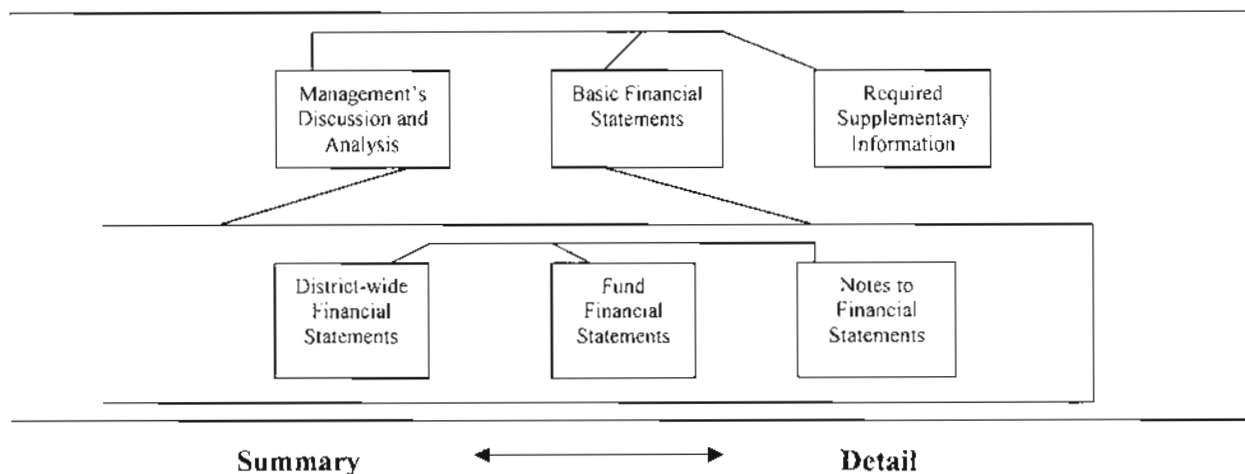 Management's
Discussion and
Analysis
Basic Financial
Statements
Required
Supplementary
Information
District-wide
Financial
Statements
Fund
Financial
Statements
Notes to
Financial
Statements
Summary
Detail